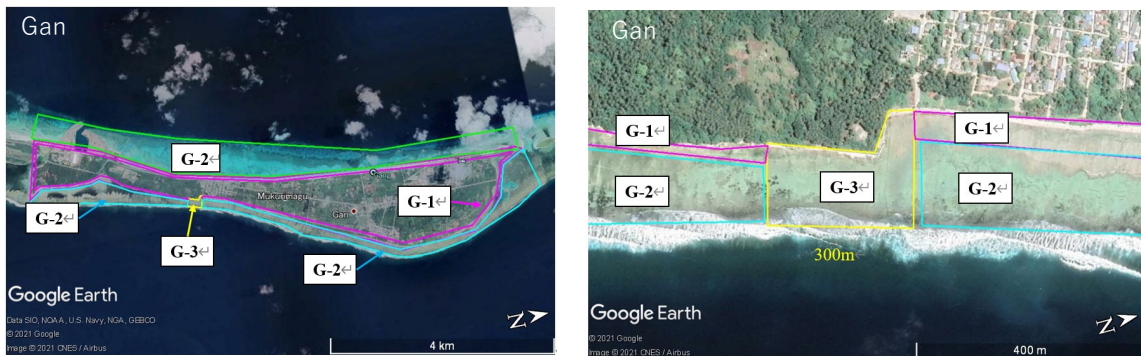 Gan
G-2↵
G-1↵
Mukurimagu
Gan
G-2↵
G-3↵
G-2↵
Google Earth
Data SIO, NOAA, U.S. Navy, NGA, GEBCO
© 2021 Google
Image © 2021 CNES / Airbus
N
4 km
Gan
G-1↵
G-1↵
G-2↵
G-3↵
G-2↵
300m
Google Earth
© 2021 Google
Image © 2021 CNES / Airbus
N
400 m